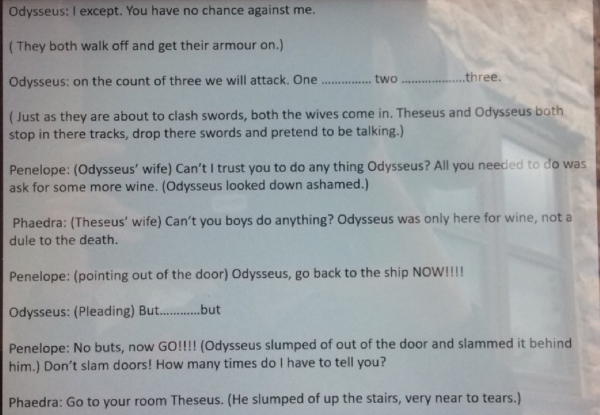 Odysseus: I except. You have no chance against me.
( They both walk off and get their armour on.)
Odysseus: on the count of three we will attack. One .............. two ...................three.
( Just as they are about to clash swords, both the wives come in. Theseus and Odysseus both
stop in there tracks, drop there swords and pretend to be talking.)
Penelope: (Odysseus' wife) Can't I trust you to do any thing Odysseus? All you needed to do was
ask for some more wine. (Odysseus looked down ashamed.)
Phaedra: (Theseus' wife) Can't you boys do anything? Odysseus was only here for wine, not a
dule to the death.
Penelope: (pointing out of the door) Odysseus, go back to the ship NOW!!!!
Odysseus: (Pleading) But............but
Penelope: No buts, now GO!!!! (Odysseus slumped of out of the door and slammed it behind
him.) Don't slam doors! How many times do I have to tell you?
Phaedra: Go to your room Theseus. (He slumped of up the stairs, very near to tears.)